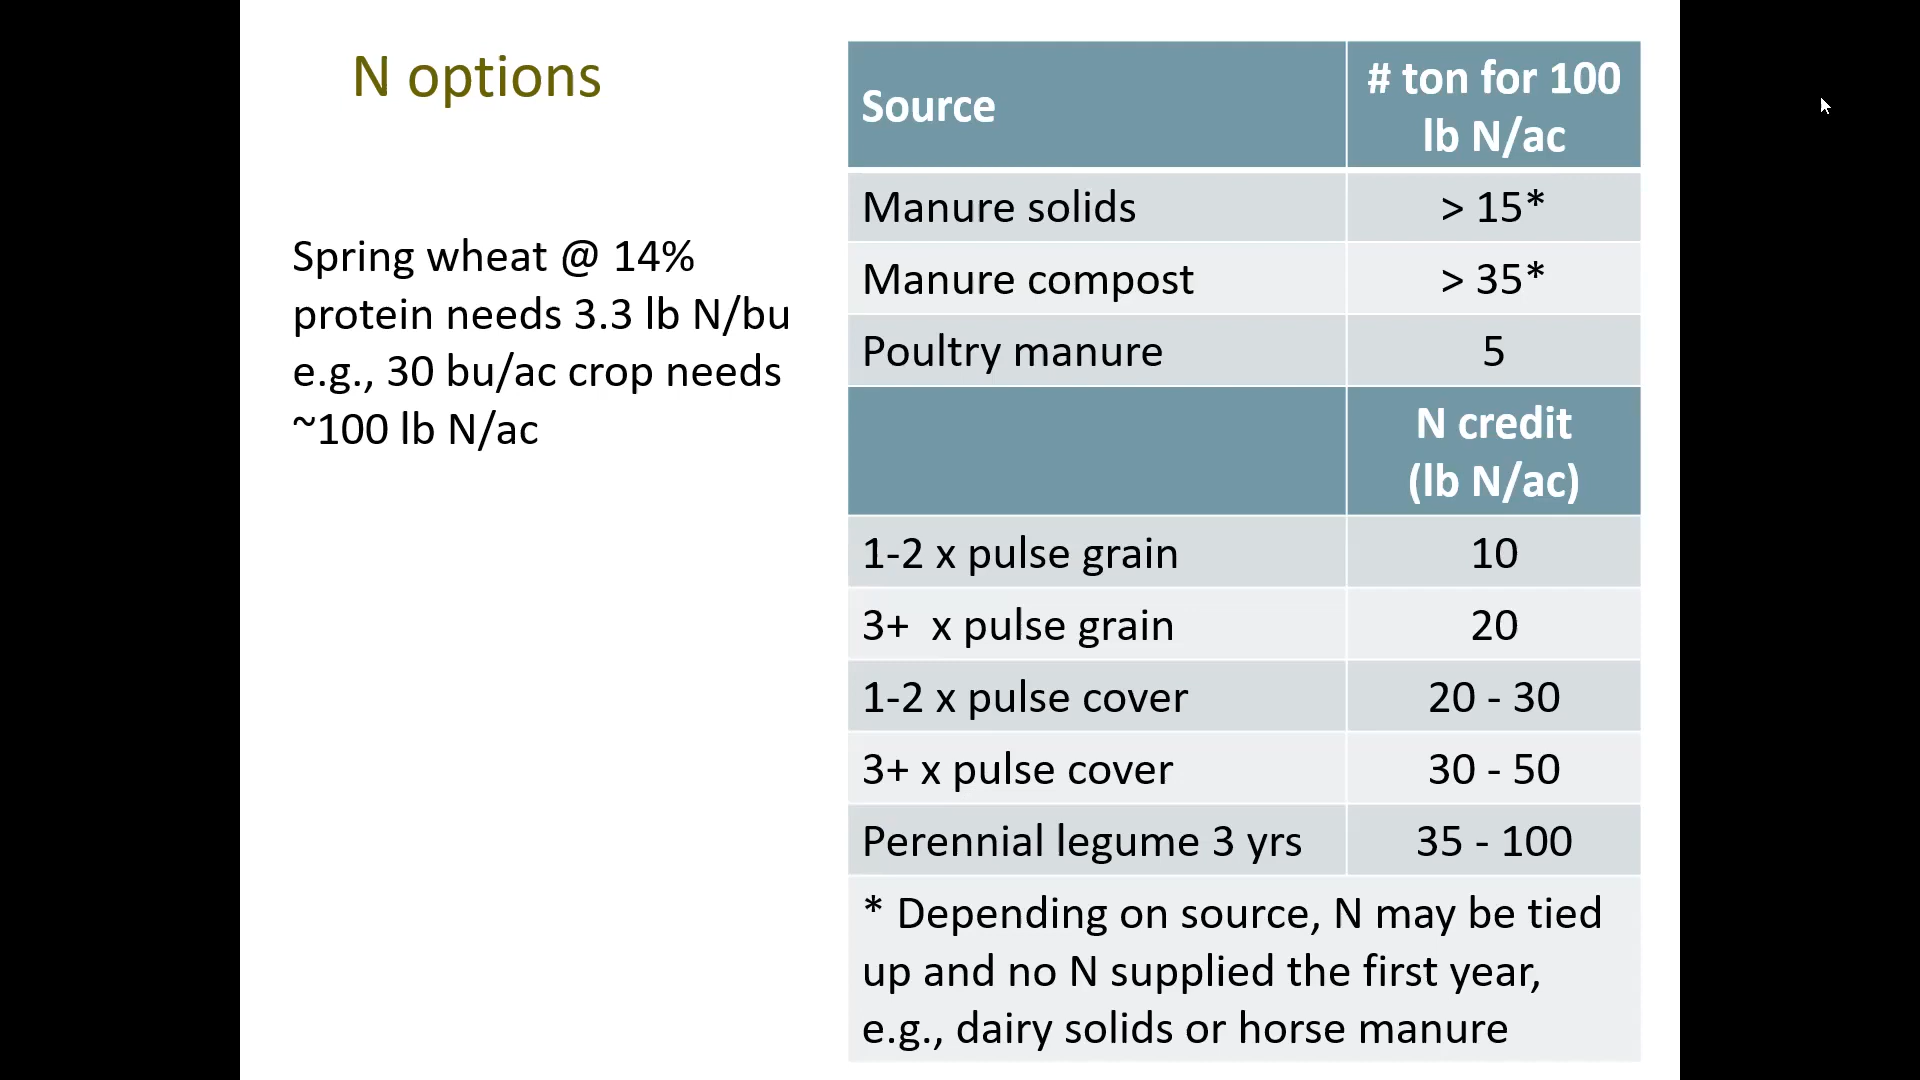 N options
Spring wheat @ 14%
protein needs 3.3 lb N/bu
e.g., 30 bu/ac crop needs
~100 lb N/ac
Source
# ton for 100
lb N/ac
Manure solids
> 15*
Manure compost
> 35*
Poultry manure
5
N credit
(lb N/ac)
1-2 x pulse grain
10
3+ x pulse grain
20
1-2 x pulse cover
20 - 30
3+ x pulse cover
30 - 50
Perennial legume 3 yrs
35 - 100
* Depending on source, N may be tied
up and no N supplied the first year,
e.g., dairy solids or horse manure